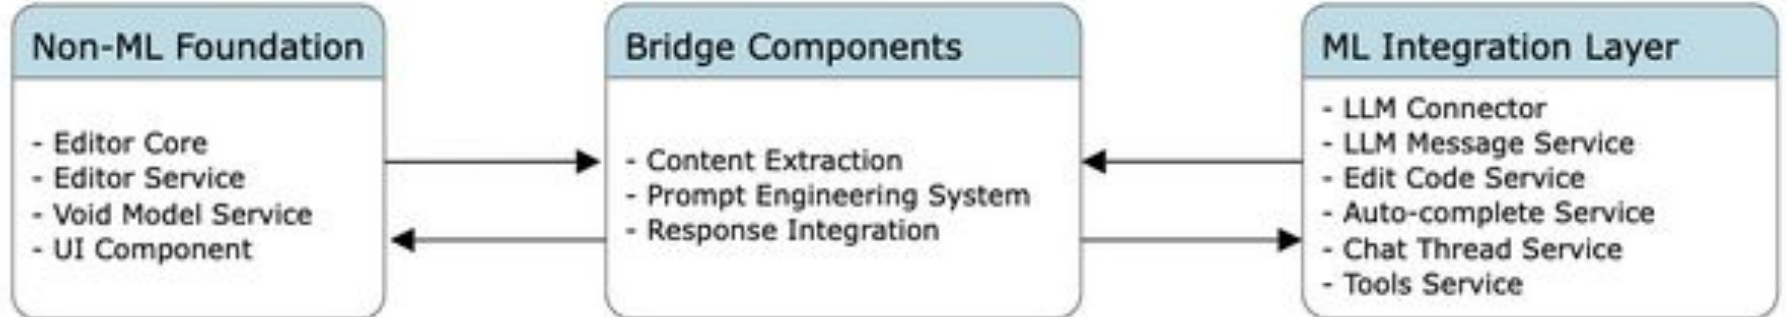 Non-ML Foundation
- Editor Core
- Editor Service
- Void Model Service
- UI Component
Bridge Components
- Content Extraction
- Prompt Engineering System
- Response Integration
ML Integration Layer
- LLM Connector
- LLM Message Service
- Edit Code Service
- Auto-complete Service
- Chat Thread Service
- Tools Service